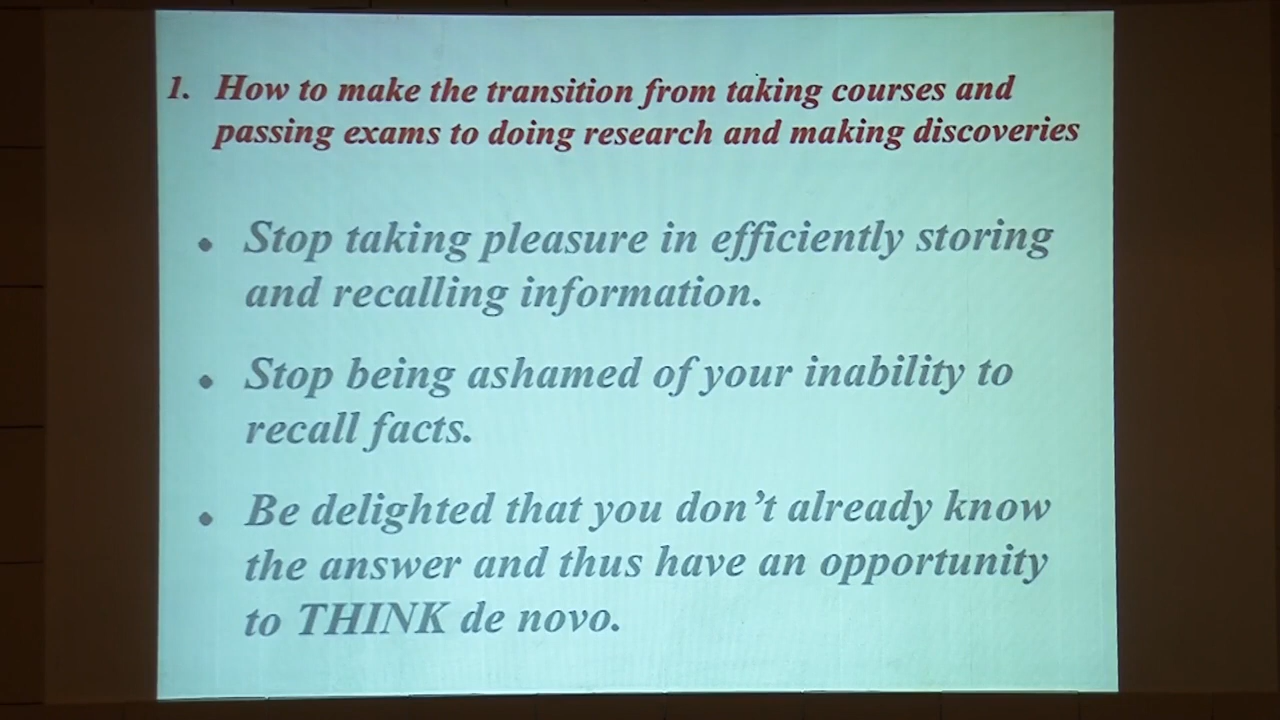 1. How to make the transition from taking courses and
passing exams to doing research and making discoveries
• Stop taking pleasure in efficiently storing
and recalling information.
• Stop being ashamed of your inability to
recall facts.
• Be delighted that you don't already know
the answer and thus have an opportunity
to THINK de novo.